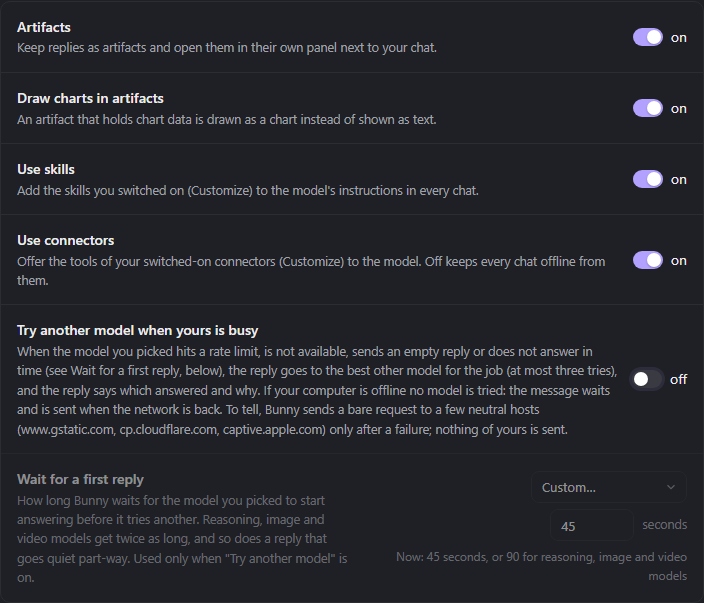 Artifacts
Keep replies as artifacts and open them in their own panel next to your chat.
on
Draw charts in artifacts
An artifact that holds chart data is drawn as a chart instead of shown as text.
on
Use skills
Add the skills you switched on (Customize) to the model's instructions in every chat.
on
Use connectors
Offer the tools of your switched-on connectors (Customize) to the model. Off keeps every chat offline from
them.
on
Try another model when yours is busy
When the model you picked hits a rate limit, is not available, sends an empty reply or does not answer in
time (see Wait for a first reply, below), the reply goes to the best other model for the job (at most three tries),
and the reply says which answered and why. If your computer is offline no model is tried: the message waits
and is sent when the network is back. To tell, Bunny sends a bare request to a few neutral hosts
(www.gstatic.com, cp.cloudflare.com, captive.apple.com) only after a failure; nothing of yours is sent.
off
Wait for a first reply
How long Bunny waits for the model you picked to start
answering before it tries another. Reasoning, image and
video models get twice as long, and so does a reply that
goes quiet part-way. Used only when "Try another model" is
on.
Custom...
45
seconds
Now: 45 seconds, or 90 for reasoning, image and video
models